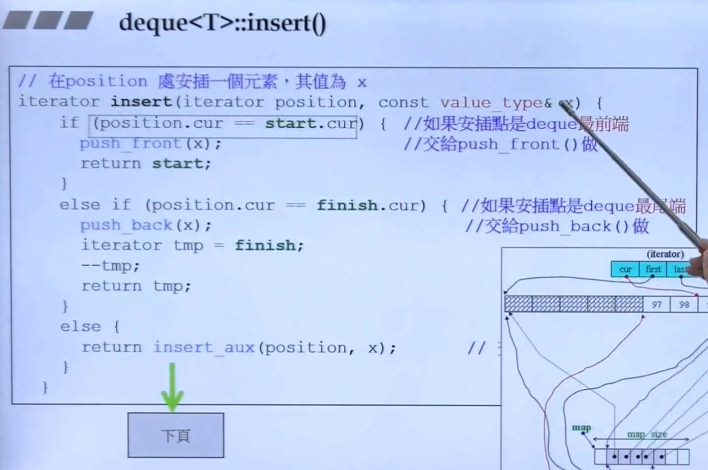 deque<T>::insert()
// 在position 處安插一個元素，其值為 x
iterator insert(iterator position, const value_type& x) {
if (position.cur == start.cur) { //如果安插點是deque最前端
push_front(x); //交給push_front()做
return start;
}
else if (position.cur == finish.cur) { //如果安插點是deque最尾端
push_back(x); //交給push_back()做
iterator tmp = finish;
--tmp;
return tmp;
}
else {
return insert_aux(position, x); //
}
}
下頁
(iterator)
cur first
97 98
map
map size